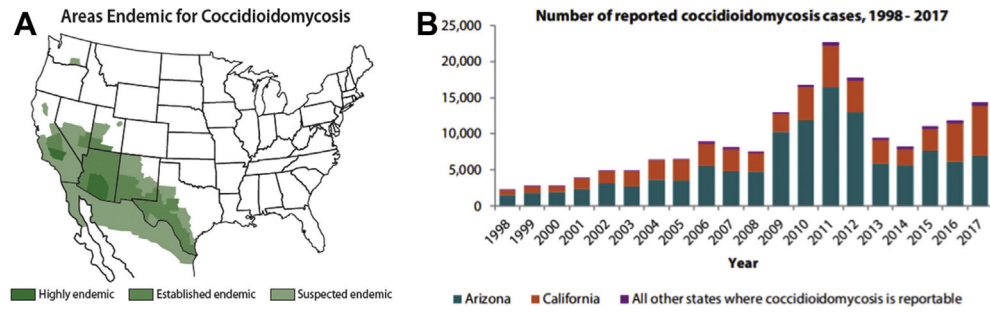 A
Areas Endemic for Coccidioidomycosis
Highly endemic
Established endemic
Suspected endemic
B
Number of reported coccidioidomycosis cases, 1998 - 2017
25,000
20,000
15,000
10,000
5,000
0
1998
1999
2000
2001
2002
2003
2004
2005
2006
2007
2008
2009
2010
2011
2012
2013
2014
2015
2016
2017
Year
Arizona
California
All other states where coccidioidomycosis is reportable